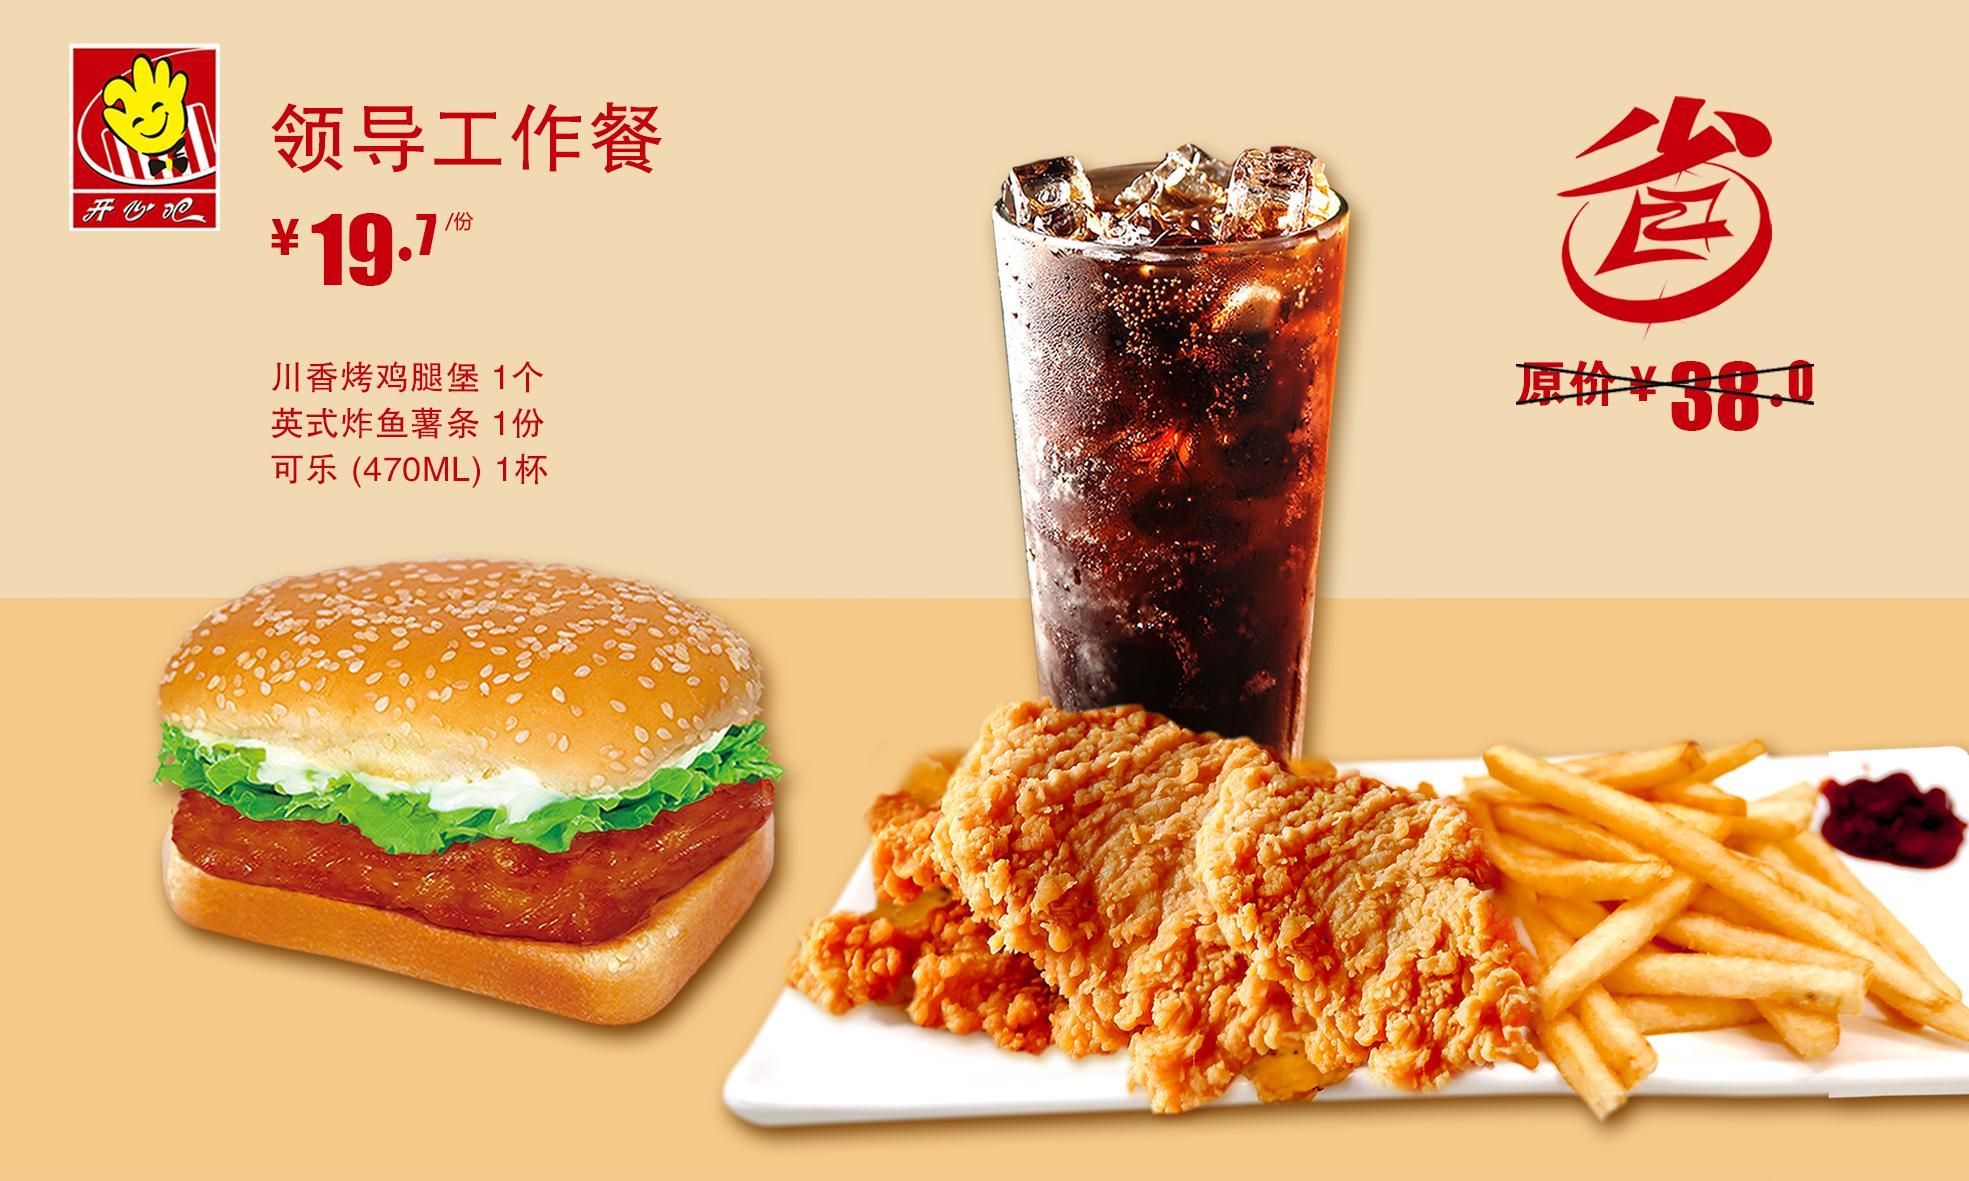 开心吧
领导工作餐
¥19.7/份
川香烤鸡腿堡 1个
英式炸鱼薯条 1份
可乐 (470ML) 1杯
省
原价¥38.0